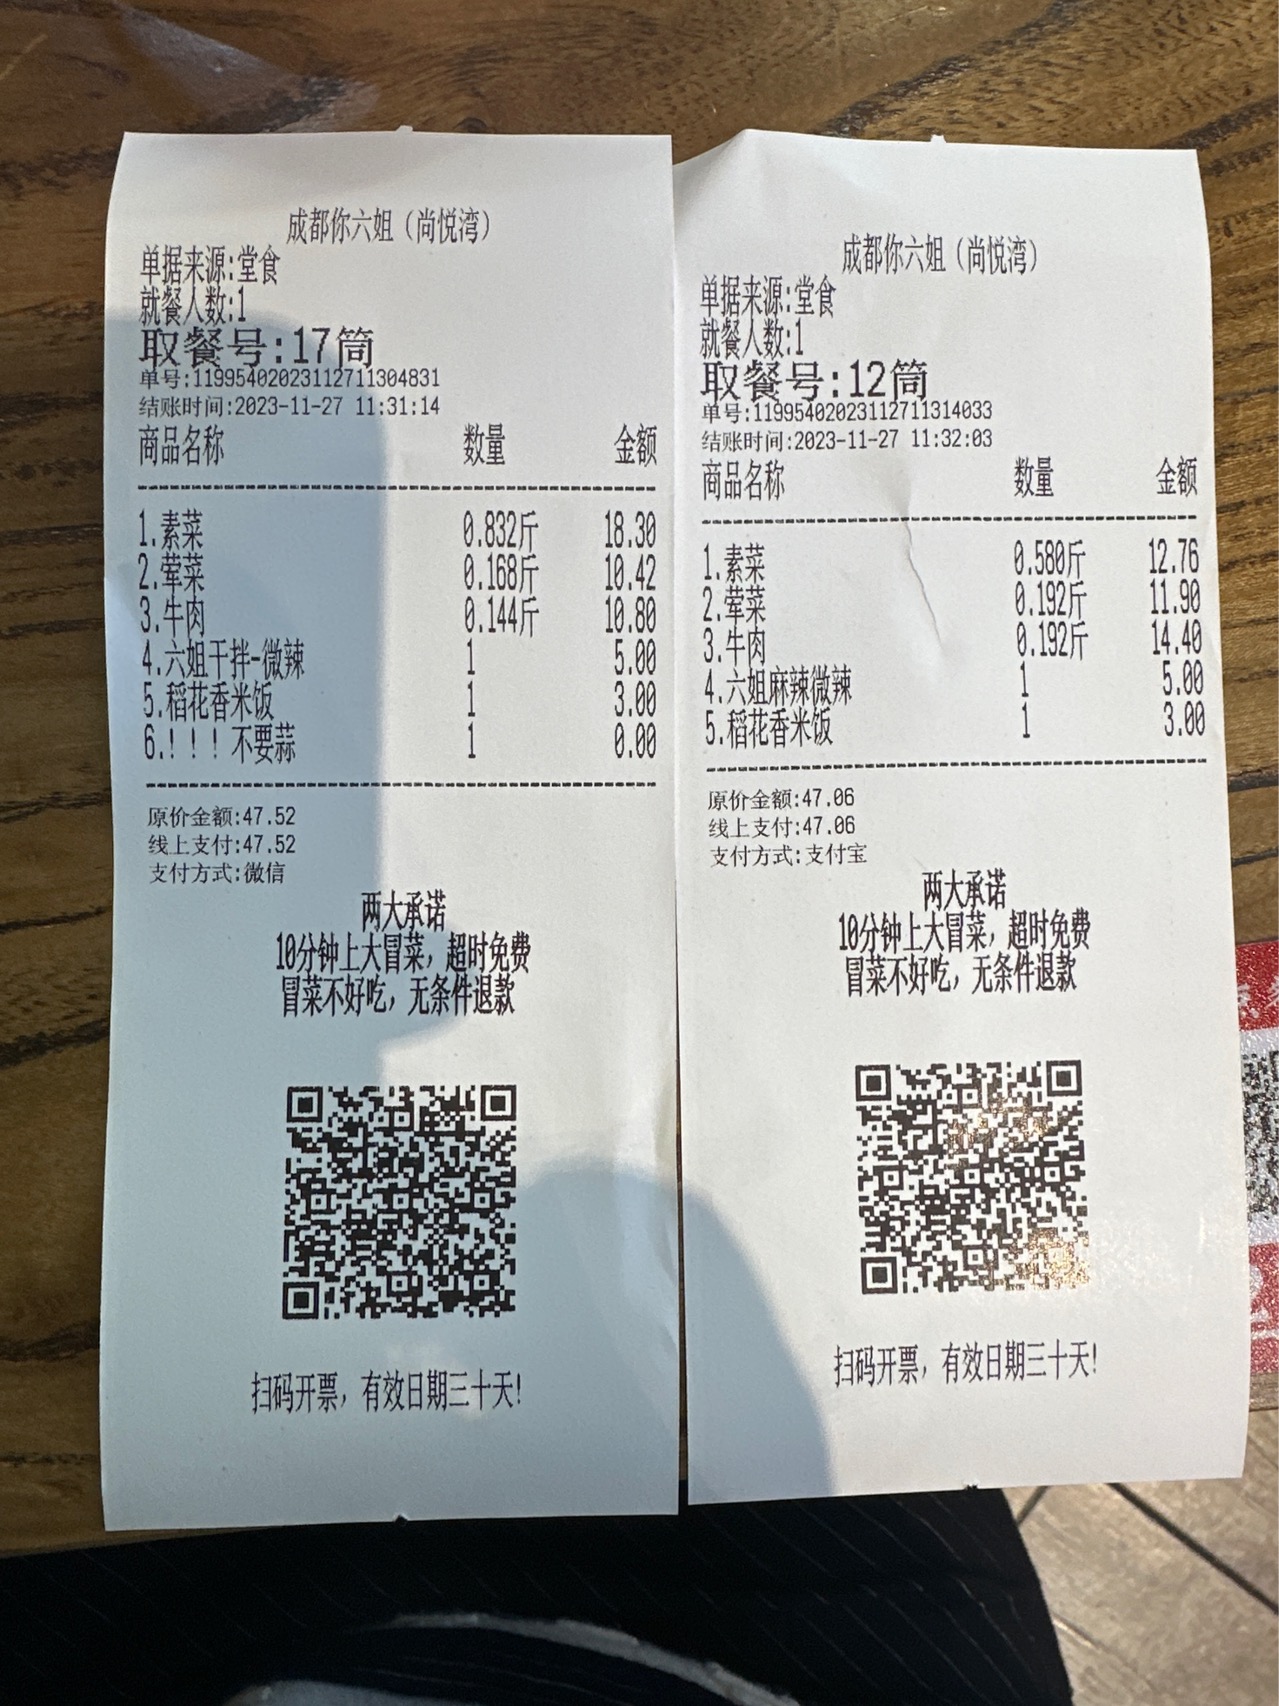 成都你六姐（尚悦湾）
单据来源:堂食
就餐人数:1
取餐号:17筒
单号:11995402023112711304831
结账时间:2023-11-27 11:31:14
商品名称 数量 金额
1.素菜 0.832斤 18.30
2.荤菜 0.168斤 10.42
3.牛肉 0.144斤 10.80
4.六姐干拌-微辣 1 5.00
5.稻花香米饭 1 3.00
6.！！！不要蒜 1 0.00
原价金额:47.52
线上支付:47.52
支付方式:微信
两大承诺
10分钟上大冒菜，超时免费
冒菜不好吃，无条件退款
扫码开票，有效日期三十天!
成都你六姐（尚悦湾）
单据来源:堂食
就餐人数:1
取餐号:12筒
单号:11995402023112711314033
结账时间:2023-11-27 11:32:03
商品名称 数量 金额
1.素菜 0.580斤 12.76
2.荤菜 0.192斤 11.90
3.牛肉 0.192斤 14.40
4.六姐麻辣微辣 1 5.00
5.稻花香米饭 1 3.00
原价金额:47.06
线上支付:47.06
支付方式:支付宝
两大承诺
10分钟上大冒菜，超时免费
冒菜不好吃，无条件退款
扫码开票，有效日期三十天!